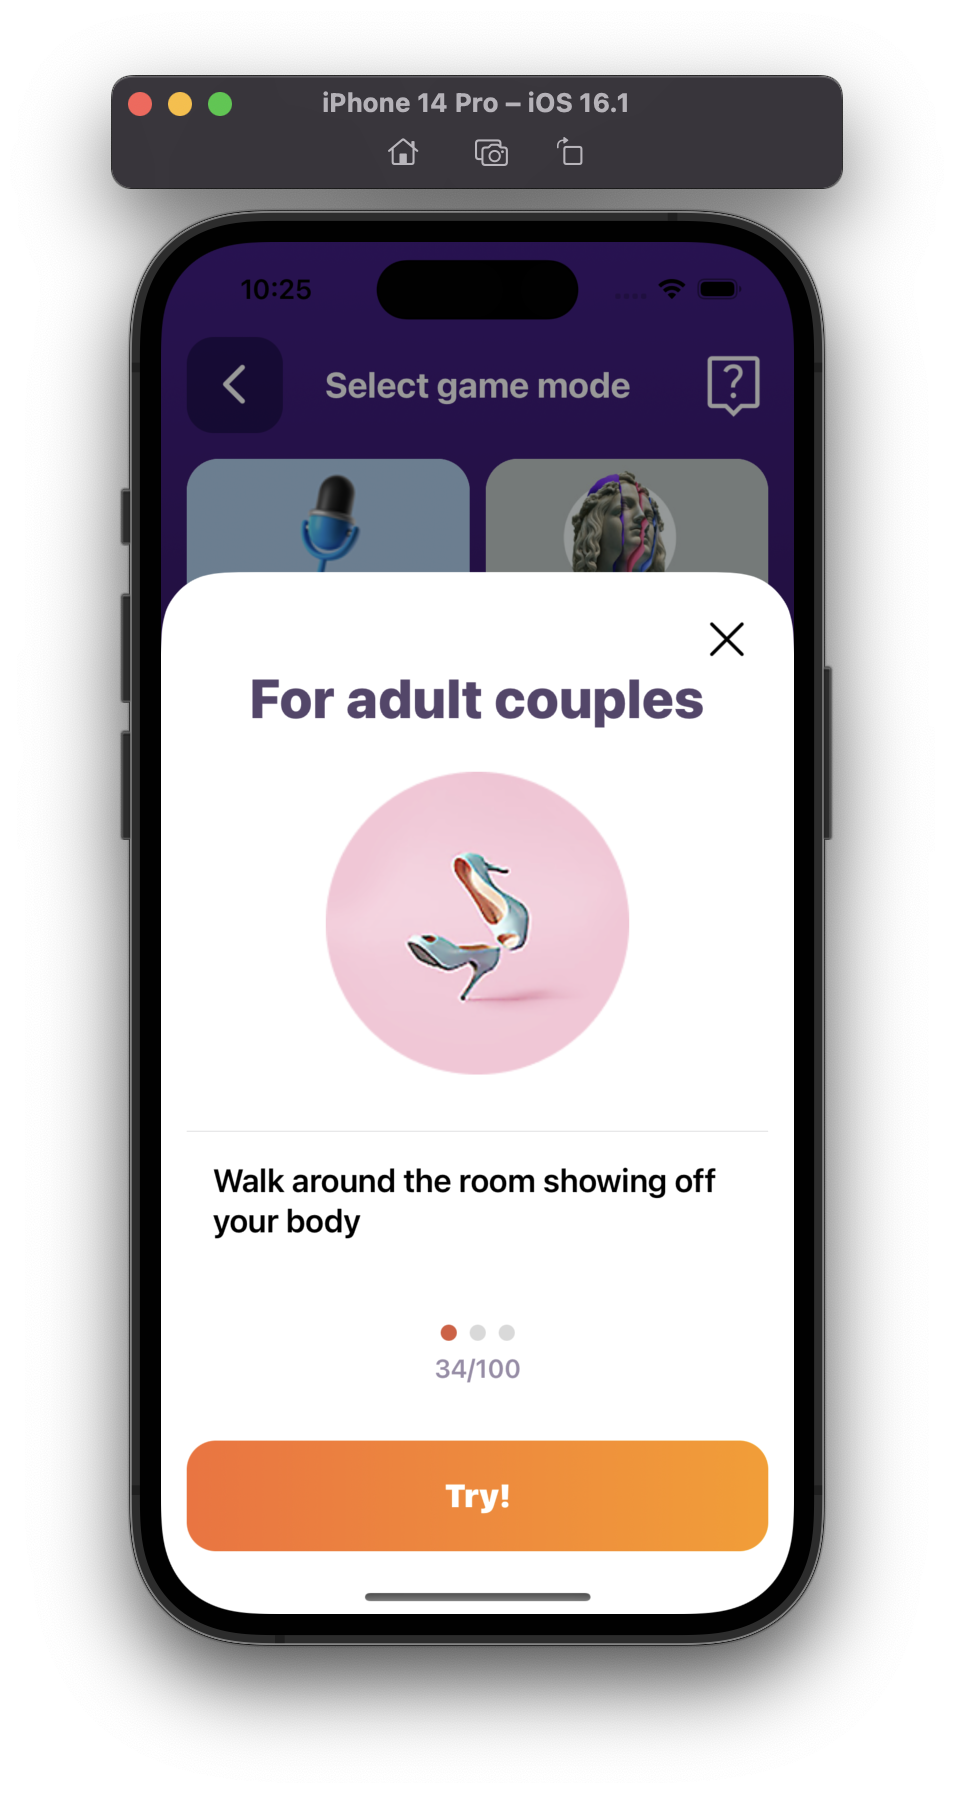 iPhone 14 Pro – iOS 16.1
10:25
Select game mode
For adult couples
Walk around the room showing off
your body
34/100
Try!